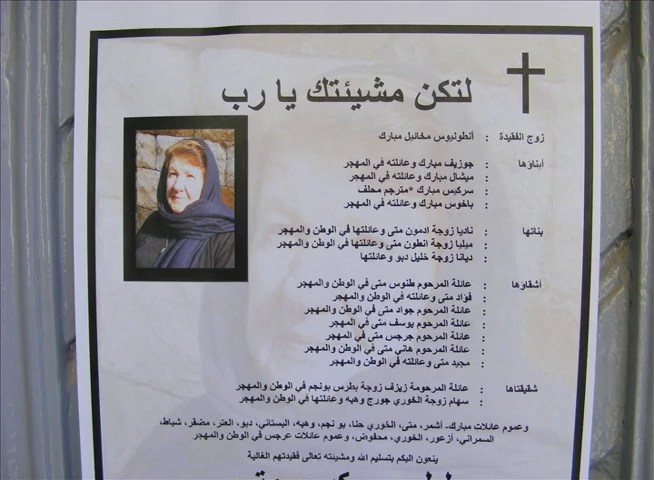 لتكن مشيئتك يا رب
زوج الفقيدة : أنطونيوس مخائيل مبارك
أبناؤها : جوزيف مبارك وعائلته في المهجر
: ميشال مبارك وعائلته في المهجر
: سركيس مبارك *مترجم محلف
: باخوس مبارك وعائلته في المهجر
بناتها : ناديا زوجة ادمون متى وعائلتها في الوطن والمهجر
: ميليا زوجة انطون متى وعائلتها في الوطن والمهجر
: ديانا زوجة خليل دبو وعائلتها
أشقاؤها : عائلة المرحوم طنوس متى في الوطن والمهجر
: فؤاد متى وعائلته في الوطن والمهجر
: عائلة المرحوم جواد متى في الوطن والمهجر
: عائلة المرحوم يوسف متى في المهجر
: عائلة المرحوم جرجس متى في المهجر
: عائلة المرحوم هاني متى في الوطن والمهجر
: مجيد متى وعائلته في الوطن والمهجر
شقيقتاها : عائلة المرحومة زيزف زوجة بطرس بونجم في الوطن والمهجر
: سهام زوجة الخوري جورج وهبه وعائلتها في الوطن والمهجر
وعموم عائلات مبارك، أشمر، متى، الخوري حنا، بو نجم، وهبه، البستاني، دبو، العتر، مضقر، شباط،
السمراني، أزعور، الخوري، محفوض، وعموم عائلات عرجس في الوطن والمهجر
ينعون اليكم بتسليم الله ومشيئته تعالى فقيدتهم الغالية